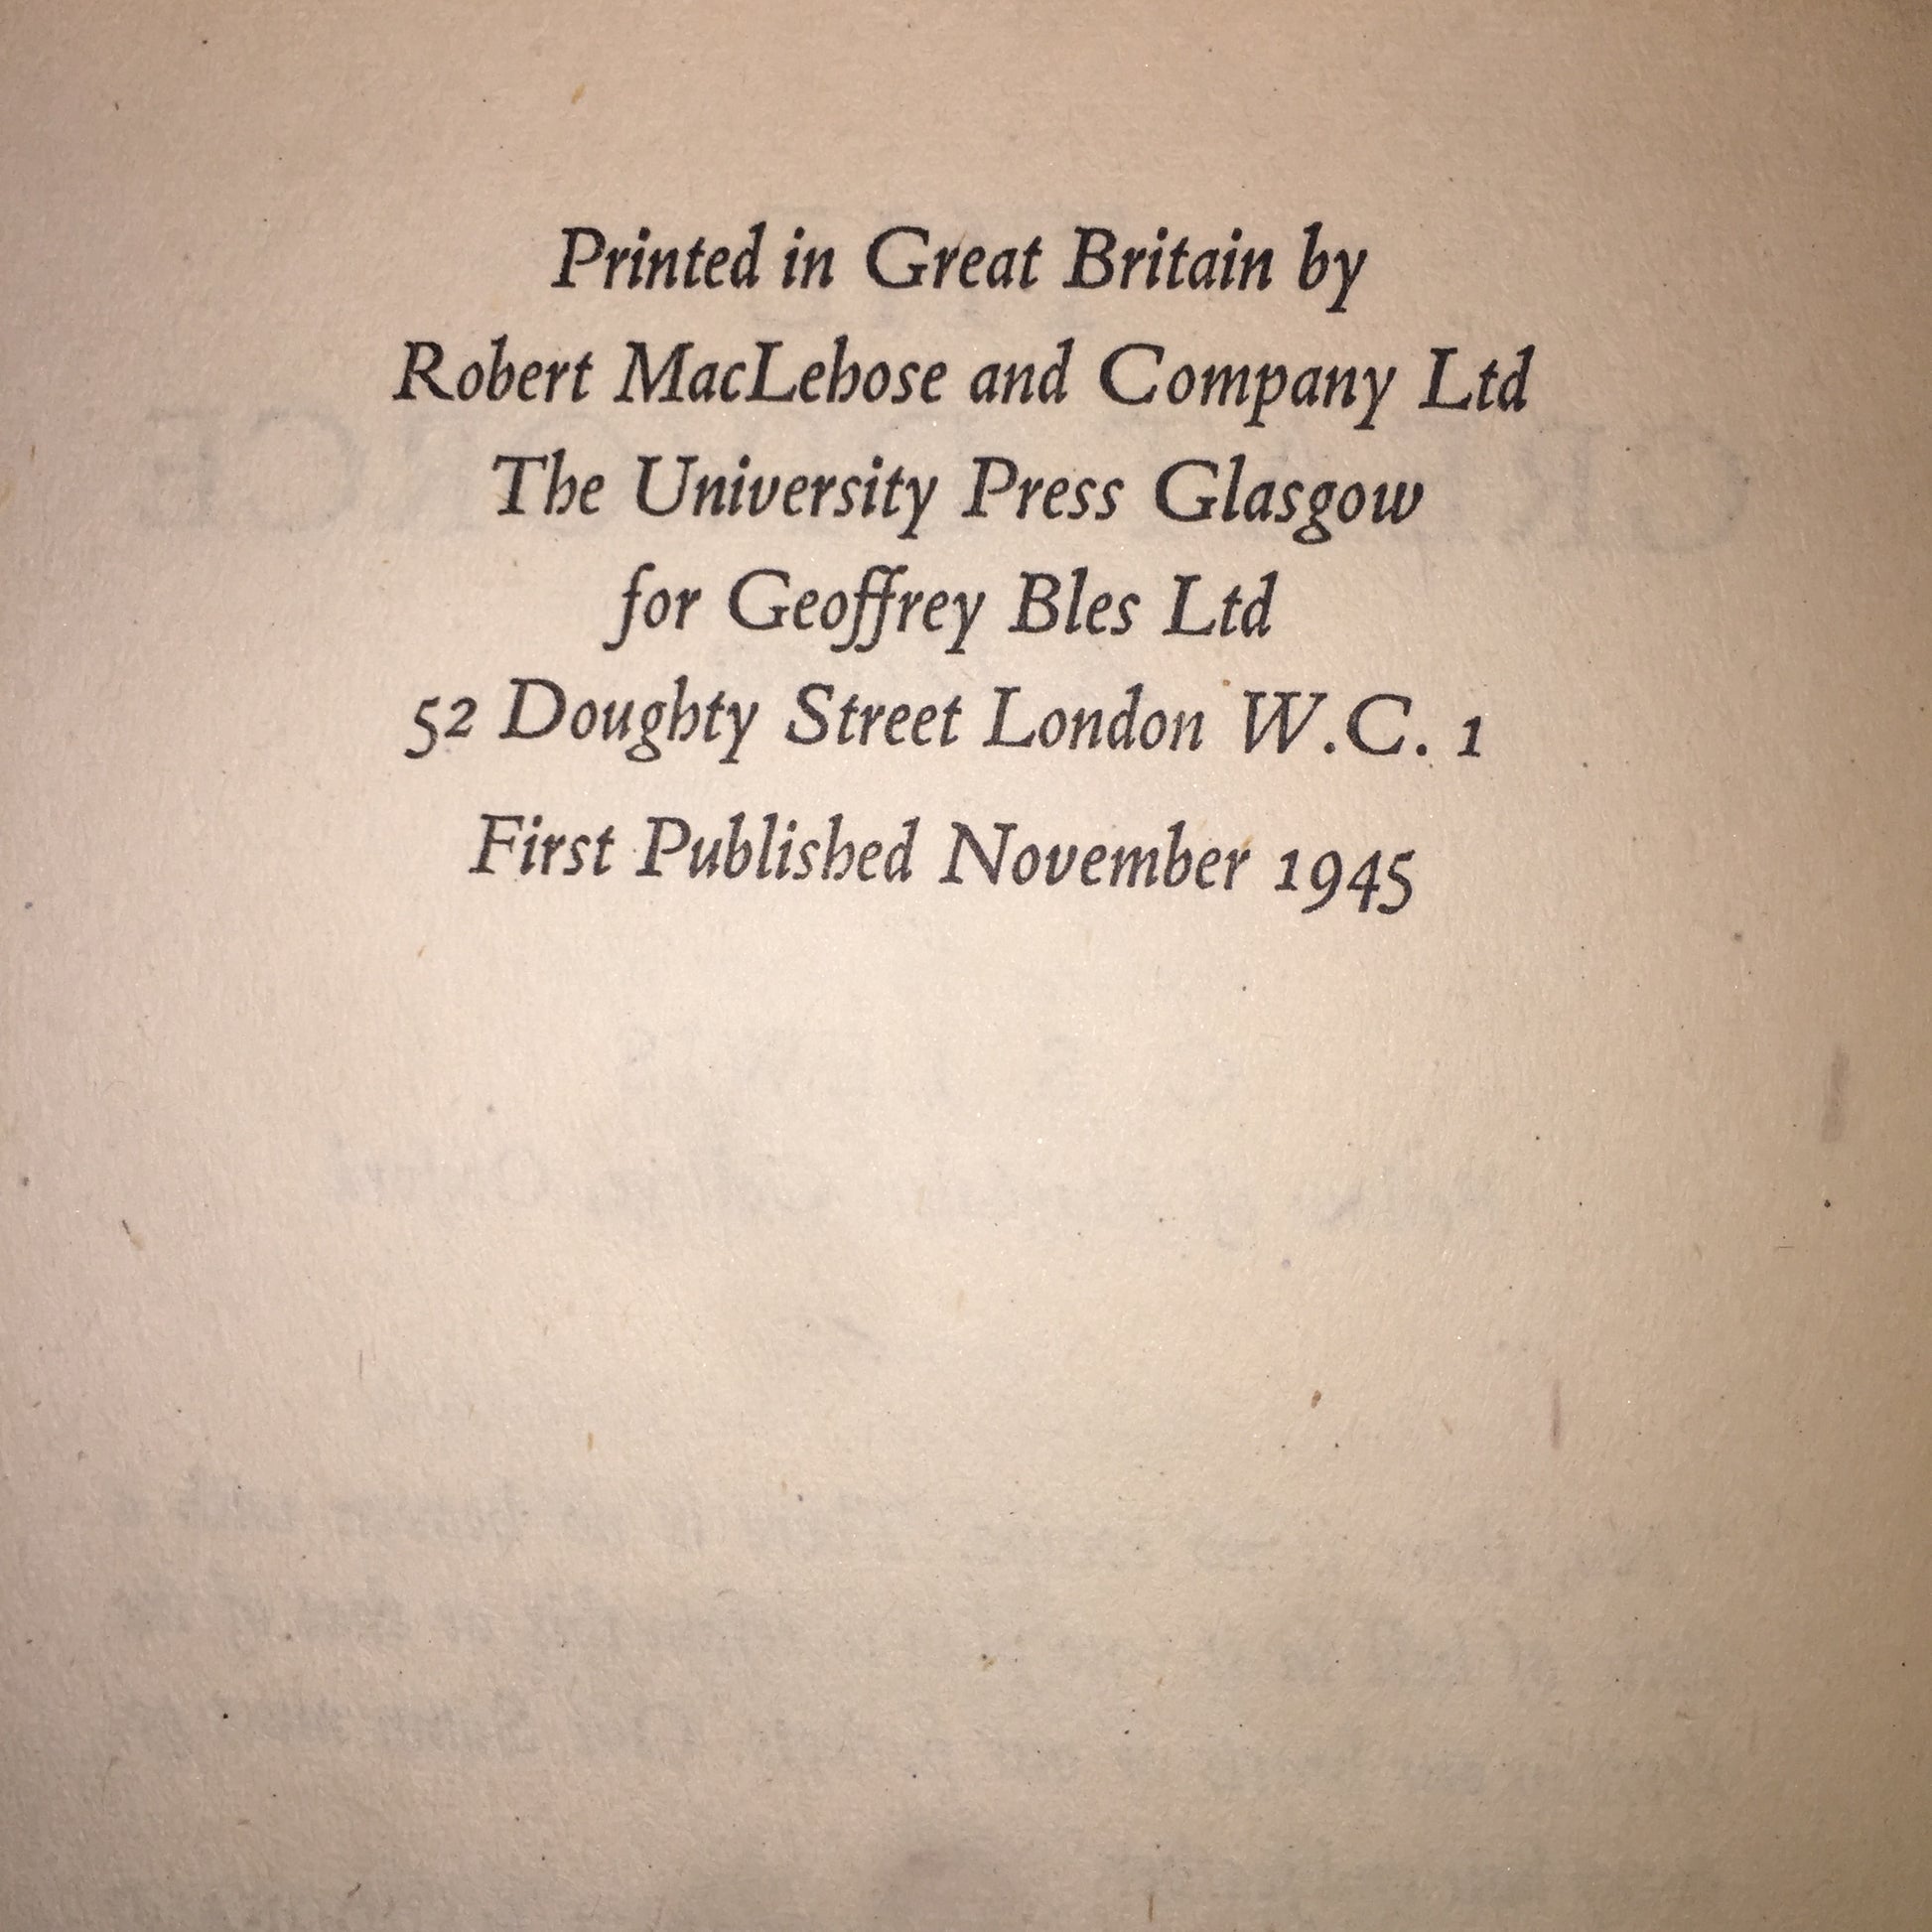 Printed in Great Britain by
Robert MacLehose and Company Ltd
The University Press Glasgow
for Geoffrey Bles Ltd
52 Doughty Street London W.C. 1
First Published November 1945